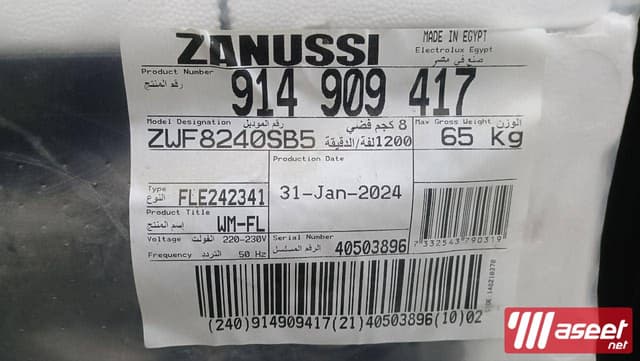 ZANUSSI
MADE IN EGYPT
Electrolux Egypt
صنع في مصر
Product Number
رقم المنتج
914 909 417
Model Designation رقم الموديل
ZWF8240SB5
8 كجم فضي
1200لفة/الدقيقة
Max Gross Weight الوزن
65 kg
Production Date
31-Jan-2024
Type
النوع
FLE242341
Product Title
إسم المنتج
WM-FL
Voltage الفولت 220-230V
Frequency التردد 50 Hz
Serial Number
الرقم المسلسل
40503896
7 332543 790319
(240)914909417(21)40503896(10)02
aseet
net